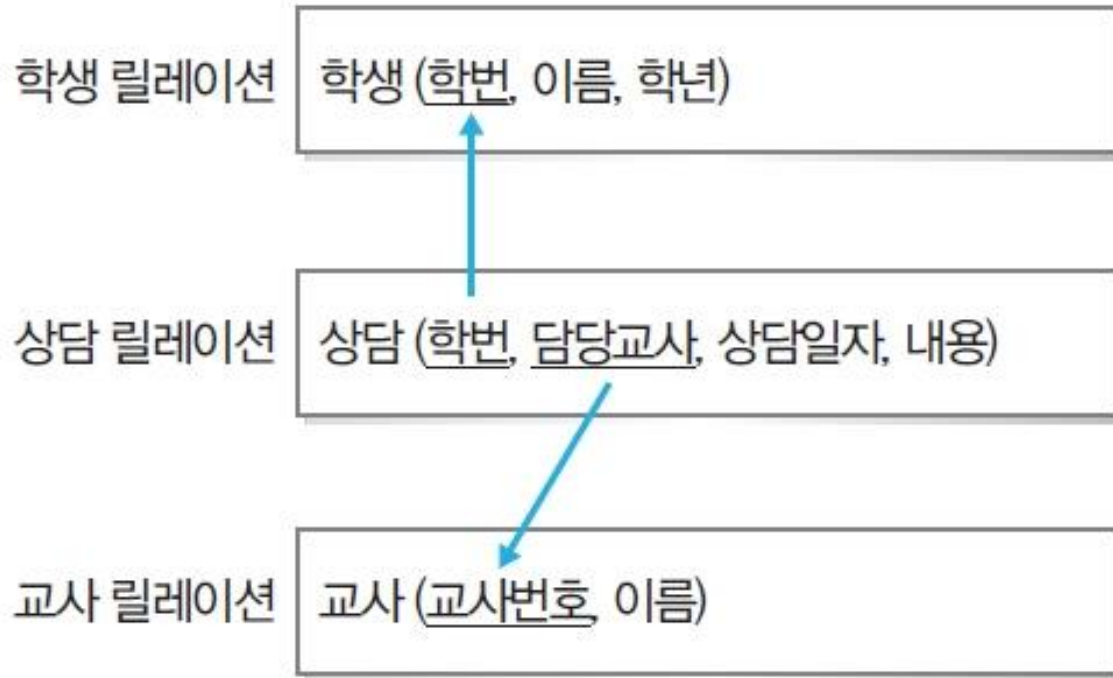 학생 릴레이션 학생 (학번, 이름, 학년)
상담 릴레이션 상담 (학번, 담당교사, 상담일자, 내용)
교사 릴레이션 교사 (교사번호, 이름)